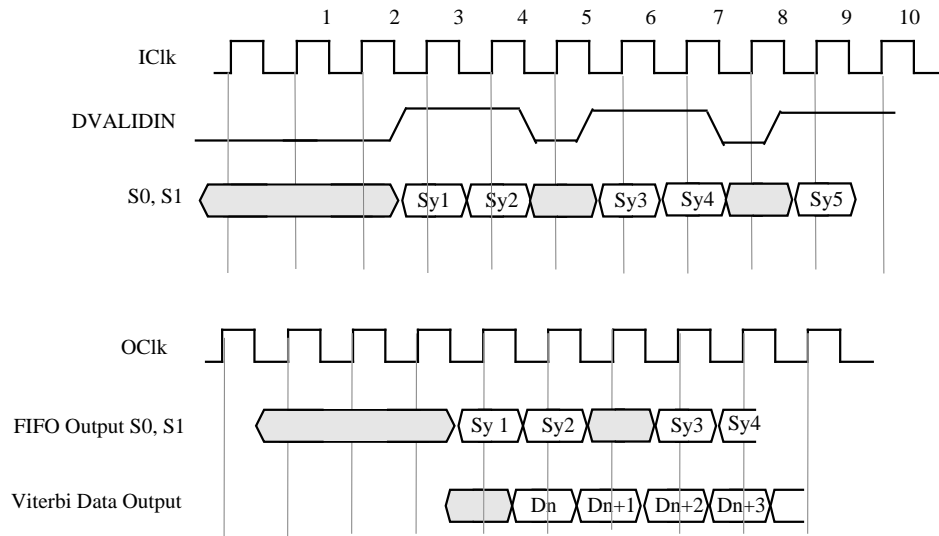 1 2 3 4 5 6 7 8 9 10
IClk
DVALIDIN
S0, S1 Sy1 Sy2 Sy3 Sy4 Sy5
OClk
FIFO Output S0, S1 Sy 1 Sy2 Sy3 Sy4
Viterbi Data Output Dn Dn+1 Dn+2 Dn+3